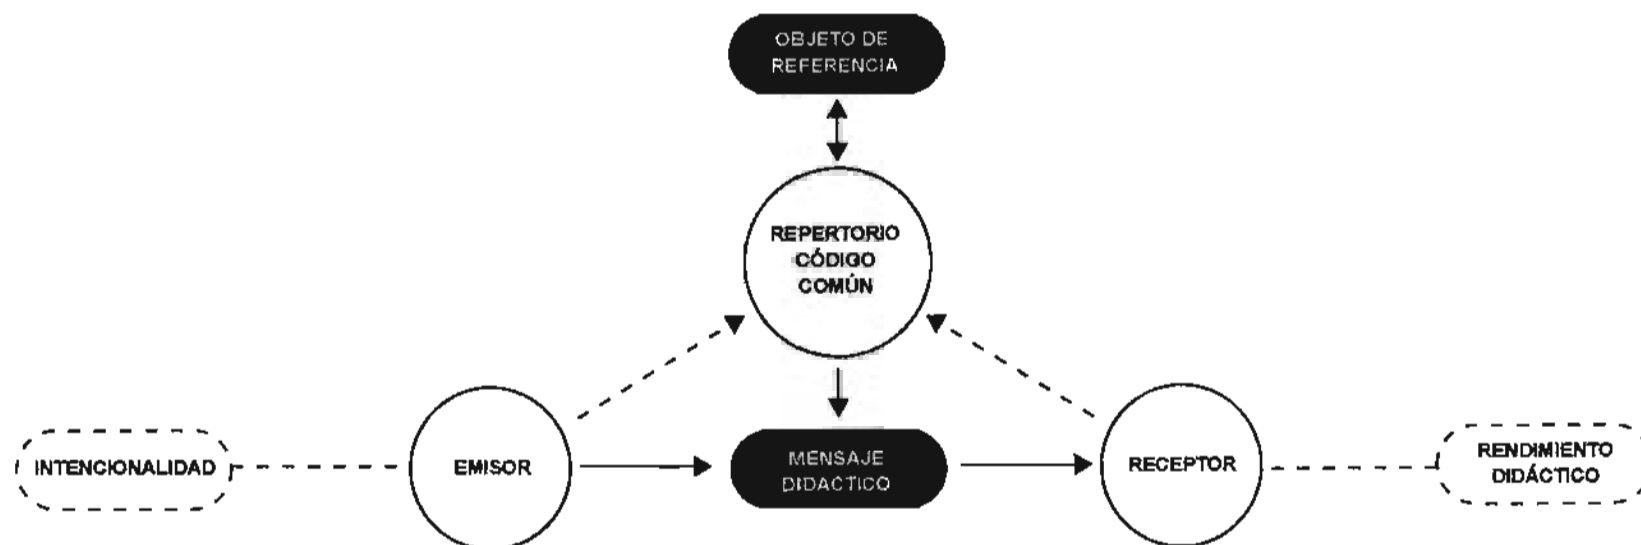 OBJETO DE
REFERENCIA
REPERTORIO
CÓDIGO
COMÚN
INTENCIONALIDAD
EMISOR
MENSAJE
DIDACTICO
RECEPTOR
RENDIMIENTO
DIDÁCTICO